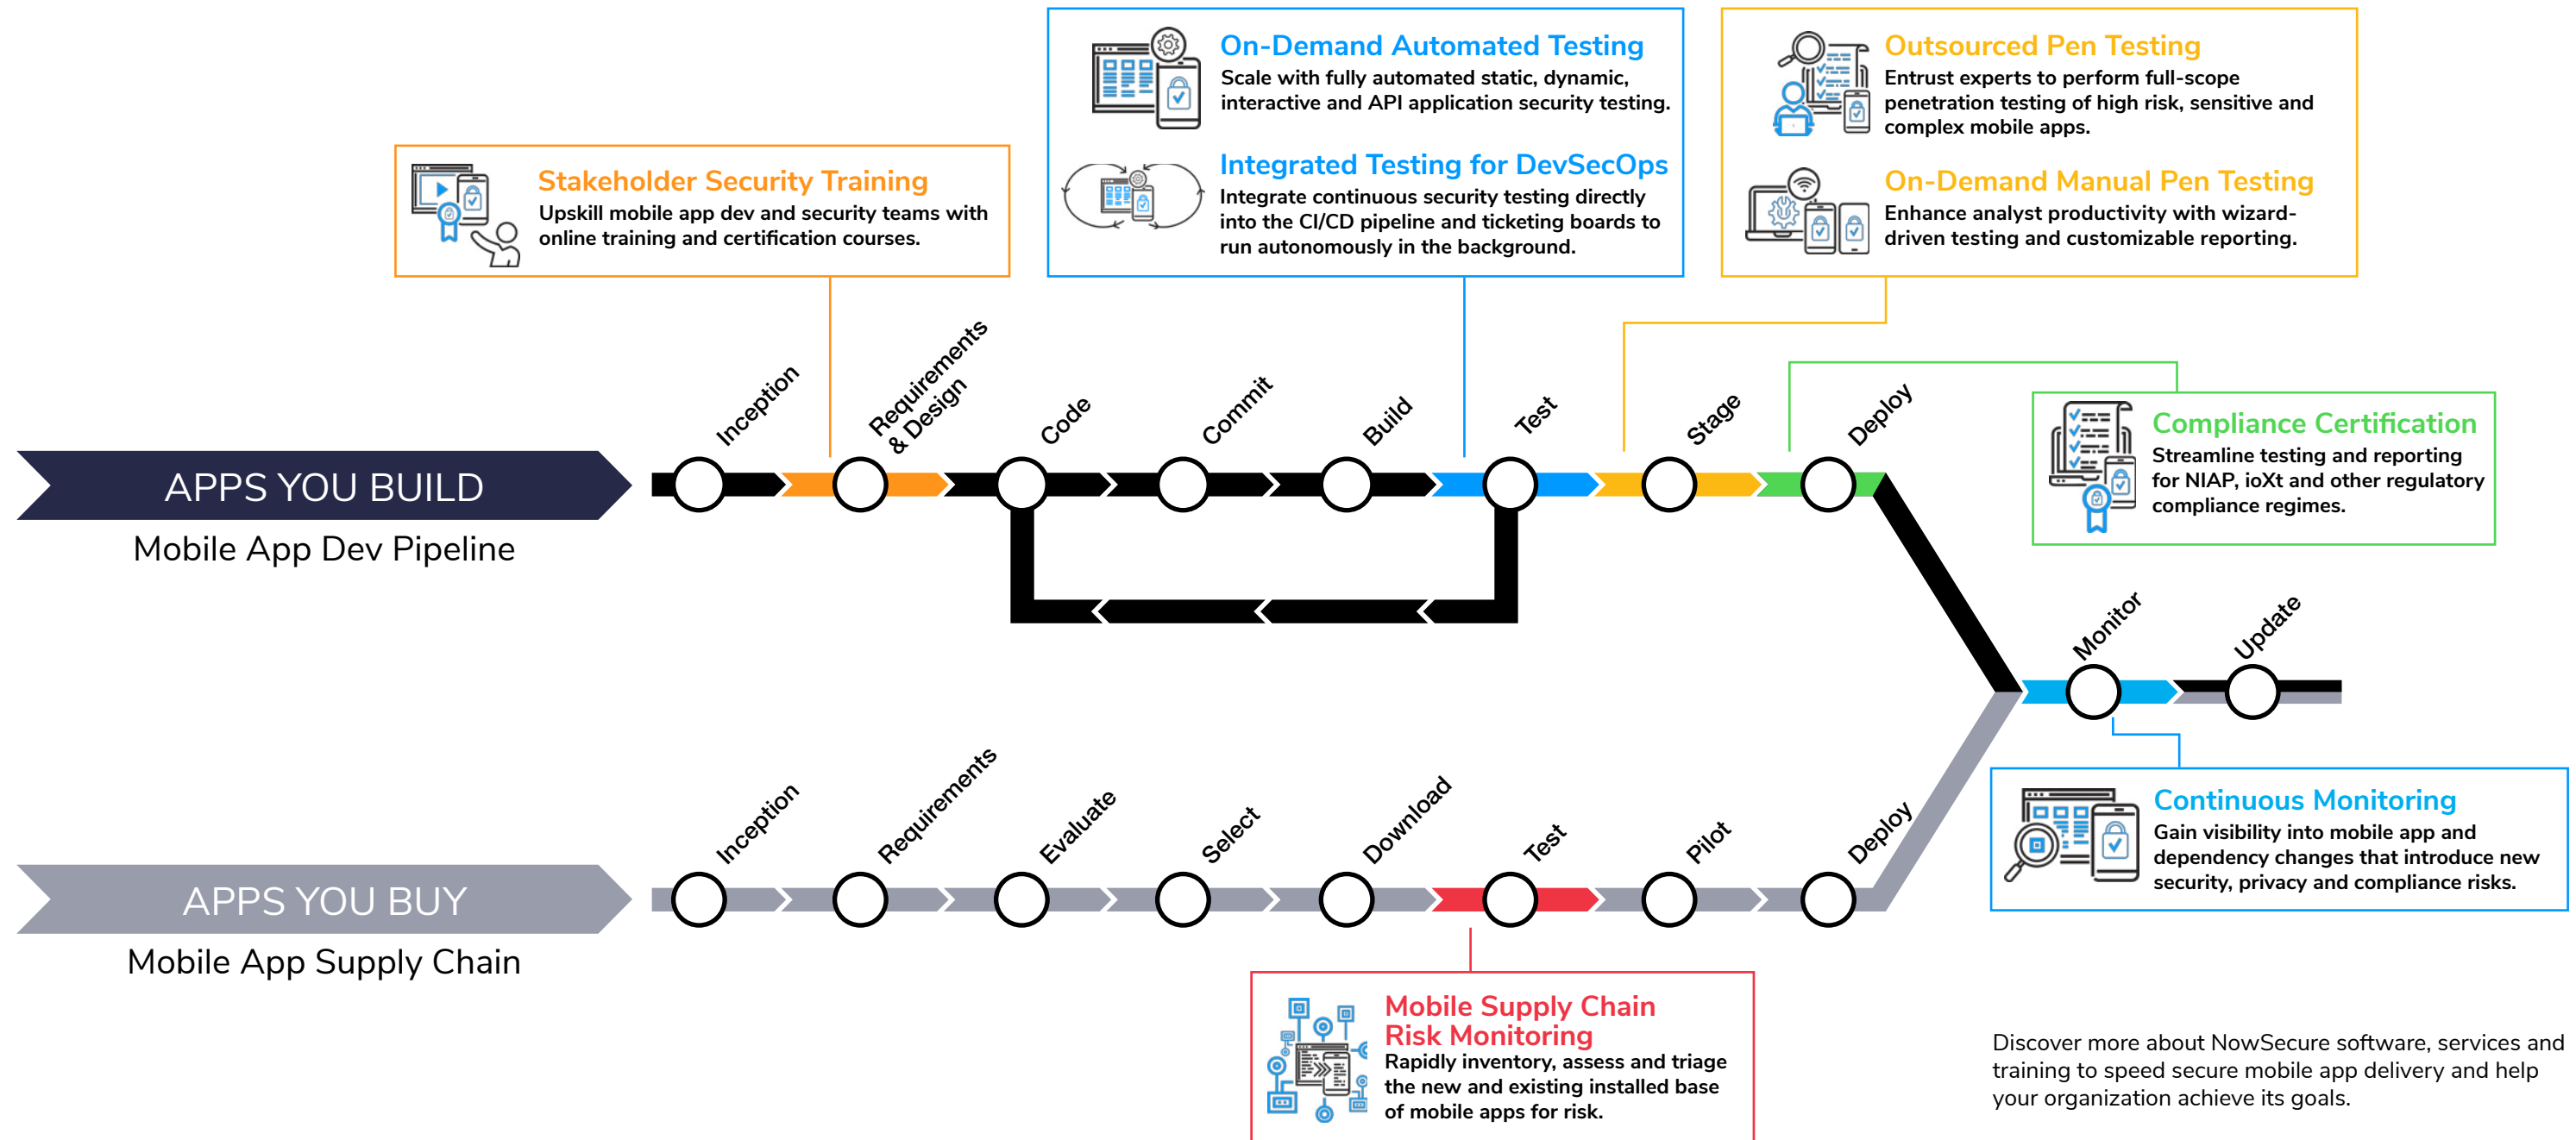 On-Demand Automated Testing
Scale with fully automated static, dynamic,
interactive and API application security testing.
Integrated Testing for DevSecOps
Integrate continuous security testing directly
into the CI/CD pipeline and ticketing boards to
run autonomously in the background.
Outsourced Pen Testing
Entrust experts to perform full-scope
penetration testing of high risk, sensitive and
complex mobile apps.
On-Demand Manual Pen Testing
Enhance analyst productivity with wizard-
driven testing and customizable reporting.
Stakeholder Security Training
Upskill mobile app dev and security teams with
online training and certification courses.
Inception
Requirements
& Design
Code
Commit
Build
Test
Stage
Deploy
Compliance Certification
Streamline testing and reporting
for NIAP, ioXt and other regulatory
compliance regimes.
APPS YOU BUILD
Mobile App Dev Pipeline
Monitor
Update
Inception
Requirements
Evaluate
Select
Download
Test
Pilot
Deploy
Continuous Monitoring
Gain visibility into mobile app and
dependency changes that introduce new
security, privacy and compliance risks.
APPS YOU BUY
Mobile App Supply Chain
Mobile Supply Chain
Risk Monitoring
Rapidly inventory, assess and triage
the new and existing installed base
of mobile apps for risk.
Discover more about NowSecure software, services and
training to speed secure mobile app delivery and help
your organization achieve its goals.